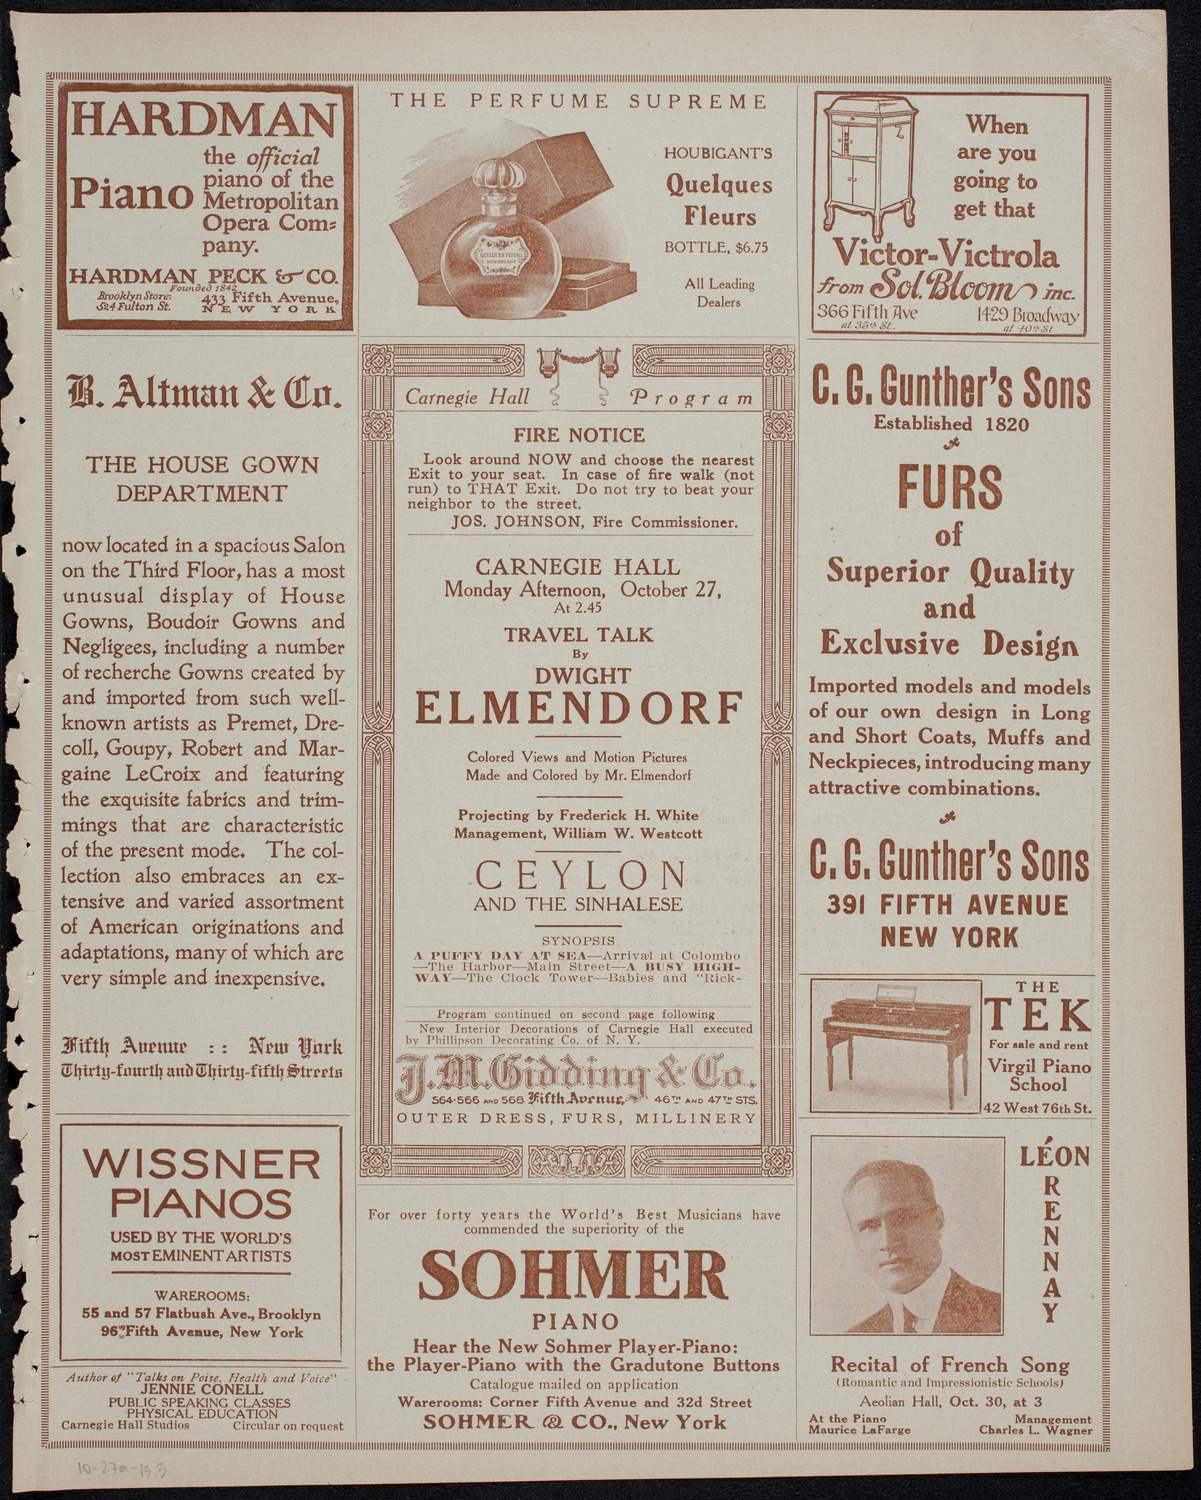 HARDMAN
Piano
the official
piano of the
Metropolitan
Opera Com=
pany.
HARDMAN, PECK & CO.
Founded 1842
Brooklyn Store:
524 Fulton St.
433 Fifth Avenue,
NEW YORK
THE PERFUME SUPREME
QUELQUES FLEURS
HOUBIGANT
HOUBIGANT'S
Quelques
Fleurs
BOTTLE, $6.75
All Leading
Dealers
When
are you
going to
get that
Victor-Victrola
from Sol. Bloom inc.
366 Fifth Ave
at 35th St.
1429 Broadway
at 40th St
B. Altman & Co.
THE HOUSE GOWN
DEPARTMENT
now located in a spacious Salon
on the Third Floor, has a most
unusual display of House
Gowns, Boudoir Gowns and
Negligees, including a number
of recherche Gowns created by
and imported from such well-
known artists as Premet, Dre-
coll, Goupy, Robert and Mar-
gaine LeCroix and featuring
the exquisite fabrics and trim-
mings that are characteristic
of the present mode. The col-
lection also embraces an ex-
tensive and varied assortment
of American originations and
adaptations, many of which are
very simple and inexpensive.
Fifth Avenue :: New York
Thirty-fourth and Thirty-fifth Streets
WISSNER
PIANOS
USED BY THE WORLD'S
MOST EMINENT ARTISTS
WAREROOMS:
55 and 57 Flatbush Ave., Brooklyn
96 Fifth Avenue, New York
Author of "Talks on Poise, Health and Voice"
JENNIE CONELL
PUBLIC SPEAKING CLASSES
PHYSICAL EDUCATION
Carnegie Hall Studios Circular on request
Carnegie Hall Program
FIRE NOTICE
Look around NOW and choose the nearest
Exit to your seat. In case of fire walk (not
run) to THAT Exit. Do not try to beat your
neighbor to the street.
JOS. JOHNSON, Fire Commissioner.
CARNEGIE HALL
Monday Afternoon, October 27,
At 2.45
TRAVEL TALK
By
DWIGHT
ELMENDORF
Colored Views and Motion Pictures
Made and Colored by Mr. Elmendorf
Projecting by Frederick H. White
Management, William W. Westcott
CEYLON
AND THE SINHALESE
SYNOPSIS
A PUFFY DAY AT SEA—Arrival at Colombo
—The Harbor—Main Street—A BUSY HIGH-
WAY—The Clock Tower—Babies and "Rick-
Program continued on second page following
New Interior Decorations of Carnegie Hall executed
by Phillipson Decorating Co. of N. Y.
J. M. Gidding & Co.
564-566 AND 568 Fifth Avenue, 46TH AND 47TH STS.
OUTER DRESS, FURS, MILLINERY
For over forty years the World's Best Musicians have
commended the superiority of the
SOHMER
PIANO
Hear the New Sohmer Player-Piano:
the Player-Piano with the Gradutone Buttons
Catalogue mailed on application
Warerooms: Corner Fifth Avenue and 32d Street
SOHMER & CO., New York
C. G. Gunther's Sons
Established 1820
FURS
of
Superior Quality
and
Exclusive Design
Imported models and models
of our own design in Long
and Short Coats, Muffs and
Neckpieces, introducing many
attractive combinations.
C. G. Gunther's Sons
391 FIFTH AVENUE
NEW YORK
THE
TEK
For sale and rent
Virgil Piano
School
42 West 76th St.
LÉON
RENNAY
Recital of French Song
(Romantic and Impressionistic Schools)
Aeolian Hall, Oct. 30, at 3
At the Piano
Maurice LaFarge
Management
Charles L. Wagner